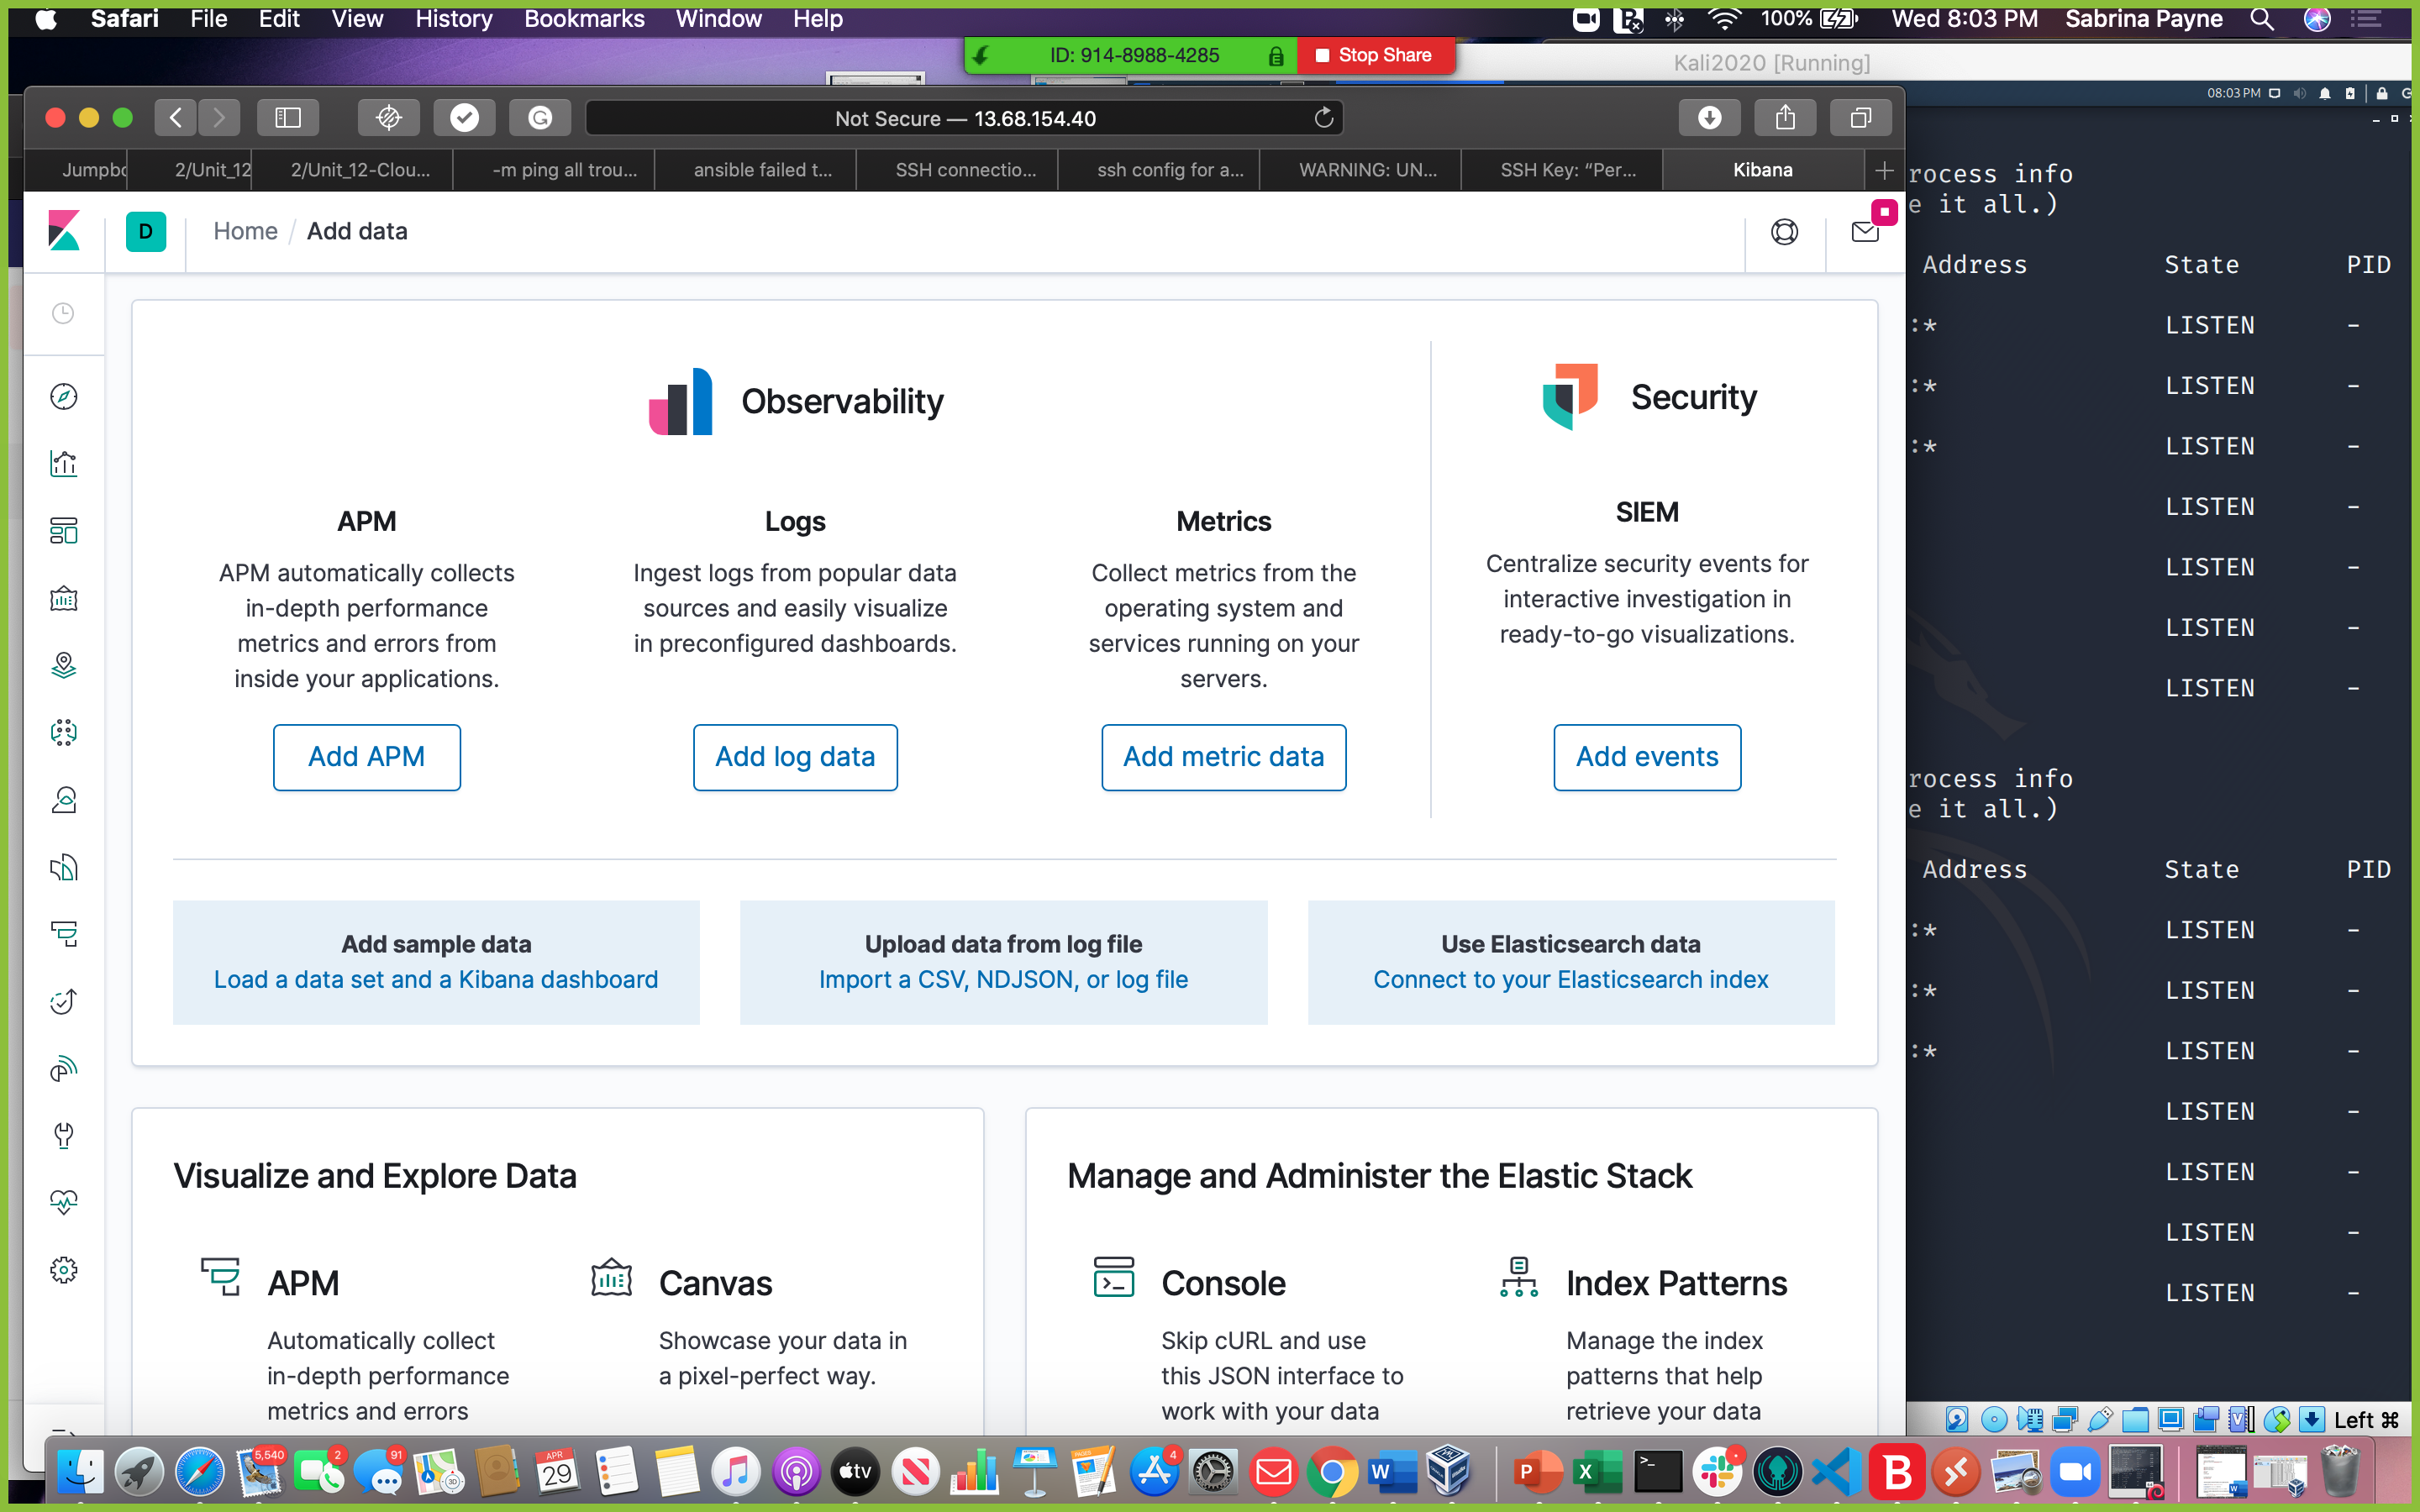 Safari File Edit View History Bookmarks Window Help 100% Wed 8:03 PM Sabrina Payne
ID: 914-8988-4285 Stop Share
Kali2020 [Running]
08:03 PM
Not Secure — 13.68.154.40
Jumpbo 2/Unit_12 2/Unit_12-Clou... -m ping all trou... ansible failed t... SSH connectio... ssh config for a... WARNING: UN... SSH Key: “Per... Kibana
D Home / Add data
Observability
Security
APM
APM automatically collects
in-depth performance
metrics and errors from
inside your applications.
Add APM
Logs
Ingest logs from popular data
sources and easily visualize
in preconfigured dashboards.
Add log data
Metrics
Collect metrics from the
operating system and
services running on your
servers.
Add metric data
SIEM
Centralize security events for
interactive investigation in
ready-to-go visualizations.
Add events
Add sample data
Load a data set and a Kibana dashboard
Upload data from log file
Import a CSV, NDJSON, or log file
Use Elasticsearch data
Connect to your Elasticsearch index
Visualize and Explore Data
APM
Automatically collect
in-depth performance
metrics and errors
Canvas
Showcase your data in
a pixel-perfect way.
Manage and Administer the Elastic Stack
Console
Skip cURL and use
this JSON interface to
work with your data
Index Patterns
Manage the index
patterns that help
retrieve your data
rocess info
e it all.)
Address State PID
:* LISTEN -
:* LISTEN -
:* LISTEN -
LISTEN -
LISTEN -
LISTEN -
LISTEN -
rocess info
e it all.)
Address State PID
:* LISTEN -
:* LISTEN -
:* LISTEN -
LISTEN -
LISTEN -
LISTEN -
LISTEN -
Left ⌘
5,540 2 91 3D APR 29 tv 4 W P X >_ B